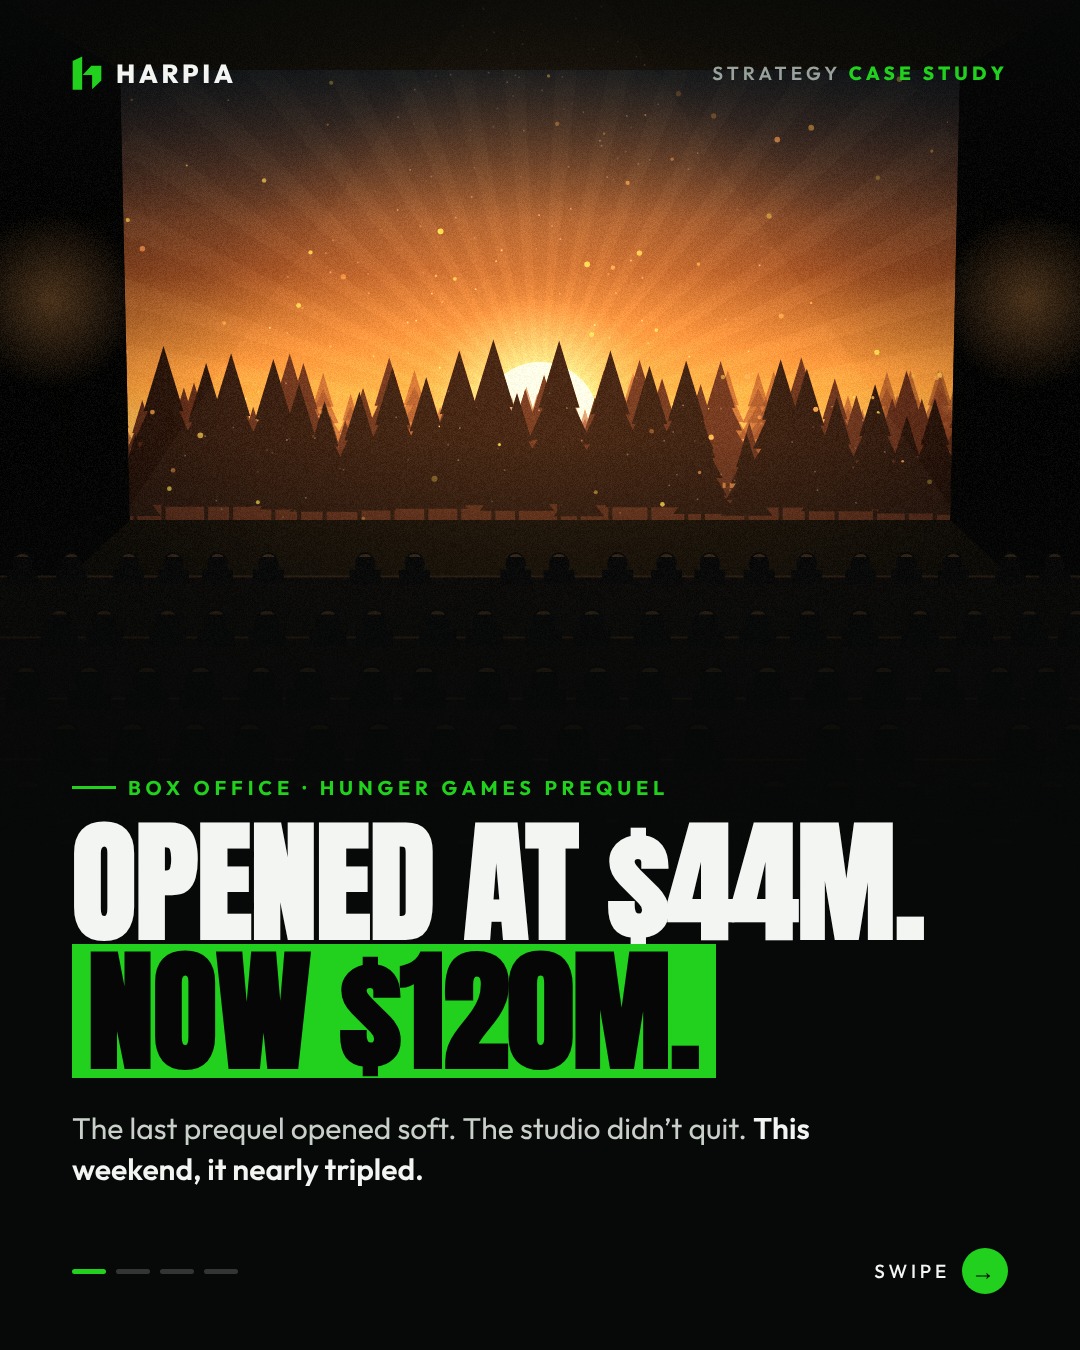 HARPIA
STRATEGY CASE STUDY
BOX OFFICE · HUNGER GAMES PREQUEL
OPENED AT $44M.
NOW $120M.
The last prequel opened soft. The studio didn’t quit. This
weekend, it nearly tripled.
SWIPE →